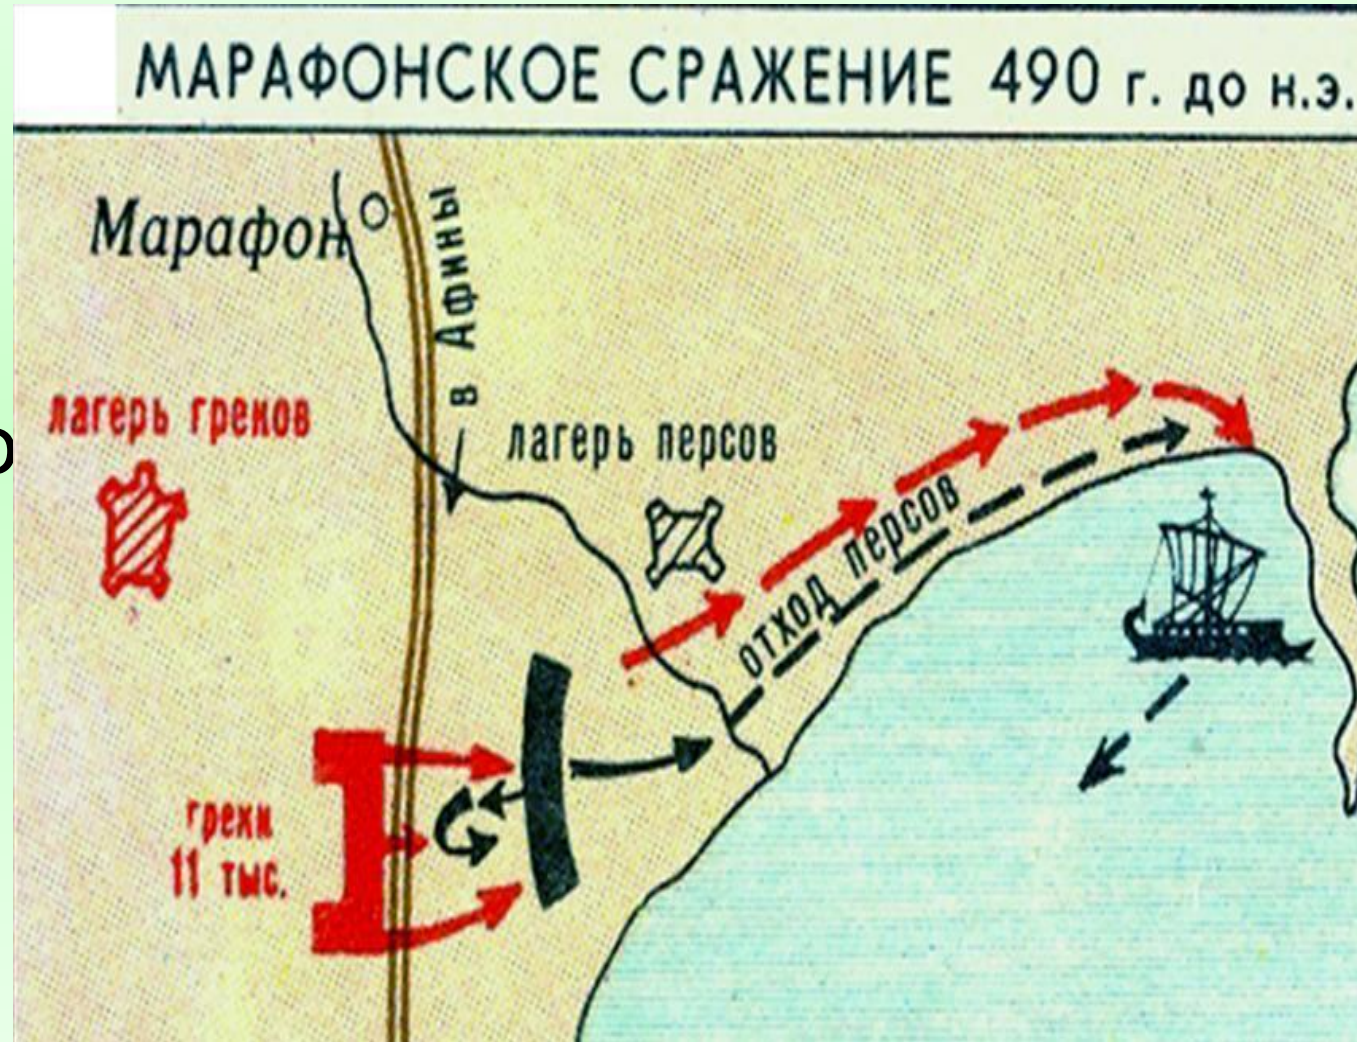 МАРАФОНСКОЕ СРАЖЕНИЕ 490 г. до н.э.
Марафон
в Афины
лагерь греков
лагерь персов
отход персов
греки
11 тыс.